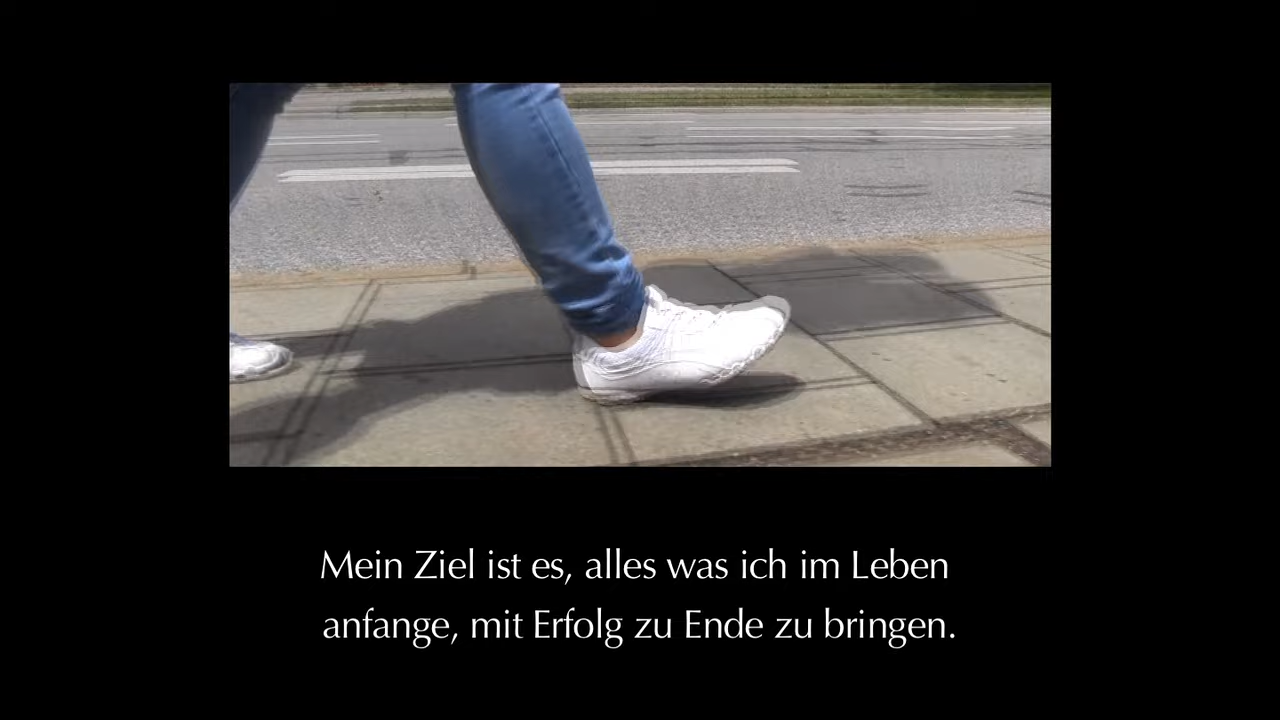 Mein Ziel ist es, alles was ich im Leben
anfange, mit Erfolg zu Ende zu bringen.